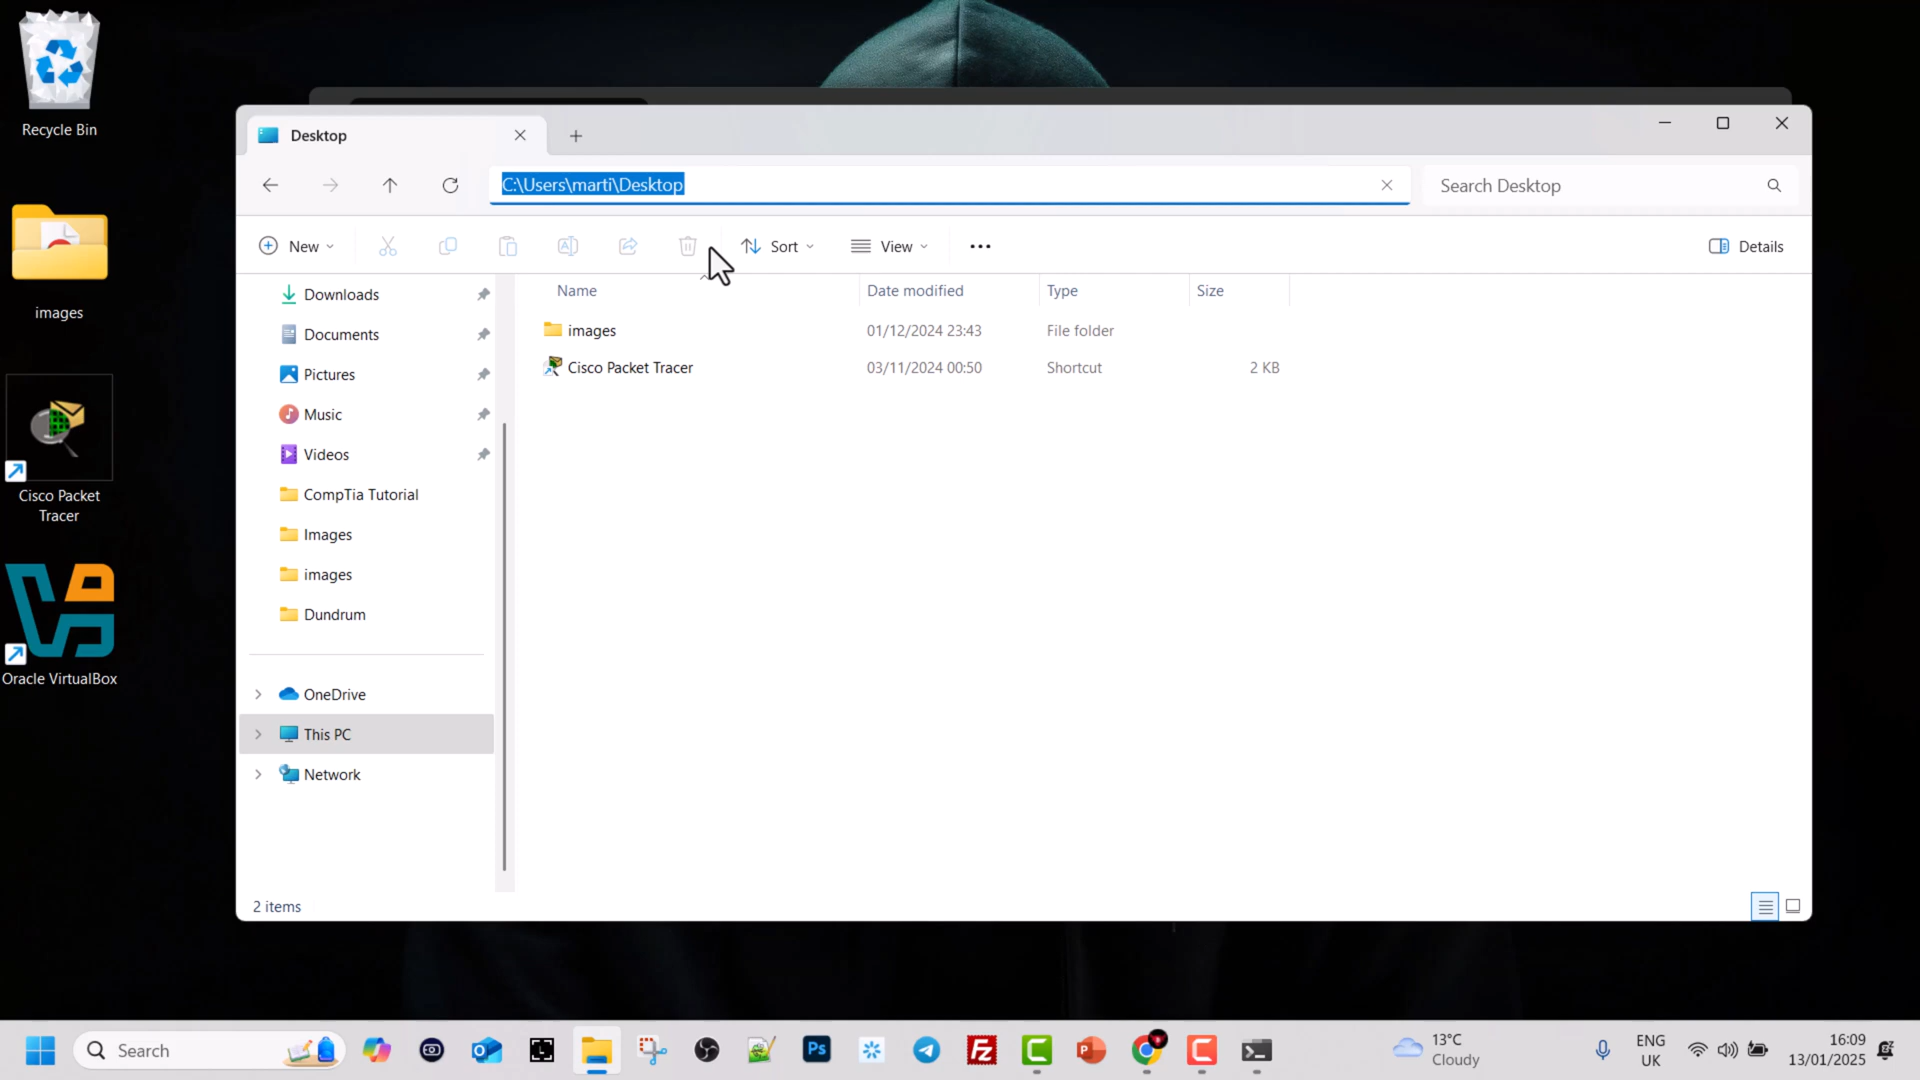 Recycle Bin
images
Cisco Packet
Tracer
Oracle VirtualBox
Desktop
C:\Users\marti\Desktop
Search Desktop
New
Sort
View
Details
Downloads
Documents
Pictures
Music
Videos
CompTia Tutorial
Images
images
Dundrum
OneDrive
This PC
Network
Name Date modified Type Size
images 01/12/2024 23:43 File folder
Cisco Packet Tracer 03/11/2024 00:50 Shortcut 2 KB
2 items
Search
Ps
13°C
Cloudy
ENG
UK
16:09
13/01/2025